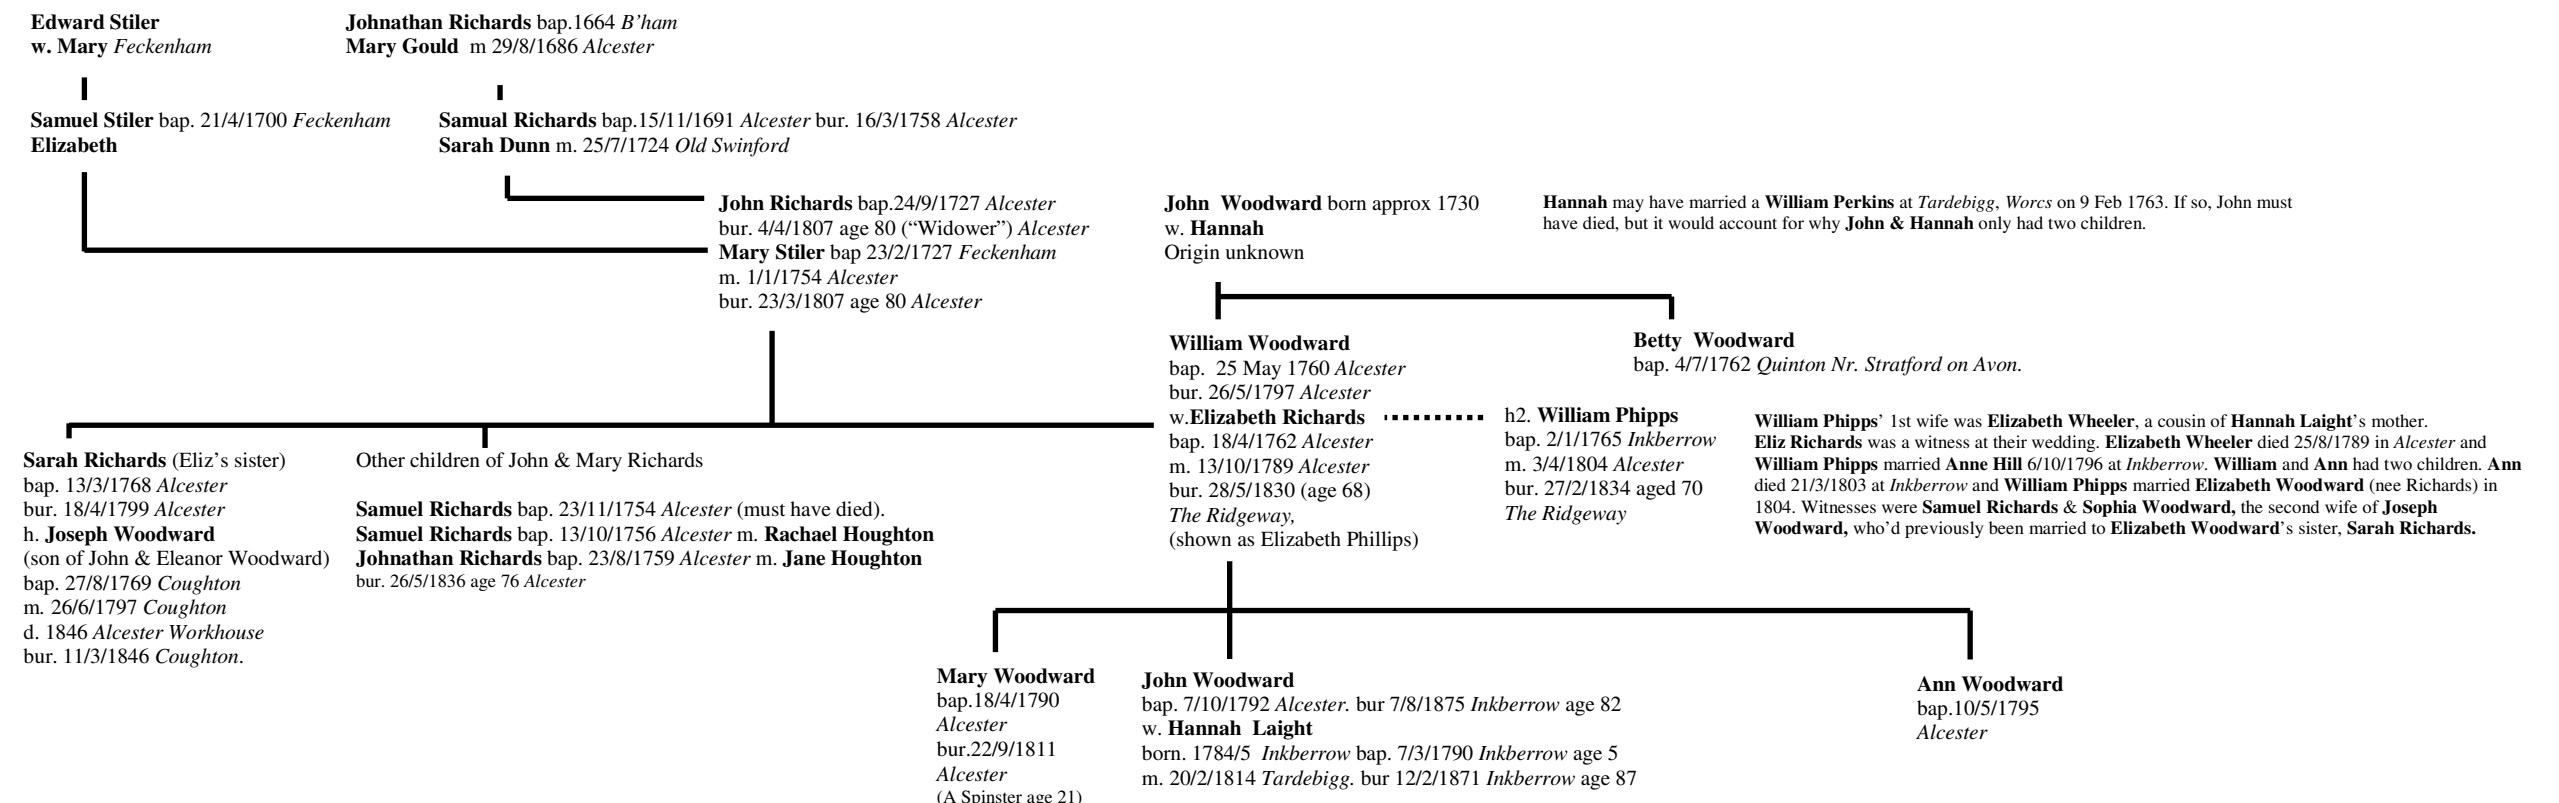 Edward Stiler
w. Mary Feckenham
Johnathan Richards bap.1664 B’ham
Mary Gould m 29/8/1686 Alcester
Samuel Stiler bap. 21/4/1700 Feckenham
Elizabeth
Samual Richards bap.15/11/1691 Alcester bur. 16/3/1758 Alcester
Sarah Dunn m. 25/7/1724 Old Swinford
John Richards bap.24/9/1727 Alcester
bur. 4/4/1807 age 80 (“Widower”) Alcester
Mary Stiler bap 23/2/1727 Feckenham
m. 1/1/1754 Alcester
bur. 23/3/1807 age 80 Alcester
John Woodward born approx 1730
w. Hannah
Origin unknown
Hannah may have married a William Perkins at Tardebigg, Worcs on 9 Feb 1763. If so, John must
have died, but it would account for why John & Hannah only had two children.
William Woodward
bap. 25 May 1760 Alcester
bur. 26/5/1797 Alcester
w.Elizabeth Richards
bap. 18/4/1762 Alcester
m. 13/10/1789 Alcester
bur. 28/5/1830 (age 68)
The Ridgeway,
(shown as Elizabeth Phillips)
Betty Woodward
bap. 4/7/1762 Quinton Nr. Stratford on Avon.
h2. William Phipps
bap. 2/1/1765 Inkberrow
m. 3/4/1804 Alcester
bur. 27/2/1834 aged 70
The Ridgeway
William Phipps’ 1st wife was Elizabeth Wheeler, a cousin of Hannah Laight’s mother.
Eliz Richards was a witness at their wedding. Elizabeth Wheeler died 25/8/1789 in Alcester and
William Phipps married Anne Hill 6/10/1796 at Inkberrow. William and Ann had two children. Ann
died 21/3/1803 at Inkberrow and William Phipps married Elizabeth Woodward (nee Richards) in
1804. Witnesses were Samuel Richards & Sophia Woodward, the second wife of Joseph
Woodward, who’d previously been married to Elizabeth Woodward’s sister, Sarah Richards.
Sarah Richards (Eliz’s sister)
bap. 13/3/1768 Alcester
bur. 18/4/1799 Alcester
h. Joseph Woodward
(son of John & Eleanor Woodward)
bap. 27/8/1769 Coughton
m. 26/6/1797 Coughton
d. 1846 Alcester Workhouse
bur. 11/3/1846 Coughton.
Other children of John & Mary Richards
Samuel Richards bap. 23/11/1754 Alcester (must have died).
Samuel Richards bap. 13/10/1756 Alcester m. Rachael Houghton
Johnathan Richards bap. 23/8/1759 Alcester m. Jane Houghton
bur. 26/5/1836 age 76 Alcester
Mary Woodward
bap.18/4/1790
Alcester
bur.22/9/1811
Alcester
(A Spinster age 21)
John Woodward
bap. 7/10/1792 Alcester. bur 7/8/1875 Inkberrow age 82
w. Hannah Laight
born. 1784/5 Inkberrow bap. 7/3/1790 Inkberrow age 5
m. 20/2/1814 Tardebigg. bur 12/2/1871 Inkberrow age 87
Ann Woodward
bap.10/5/1795
Alcester